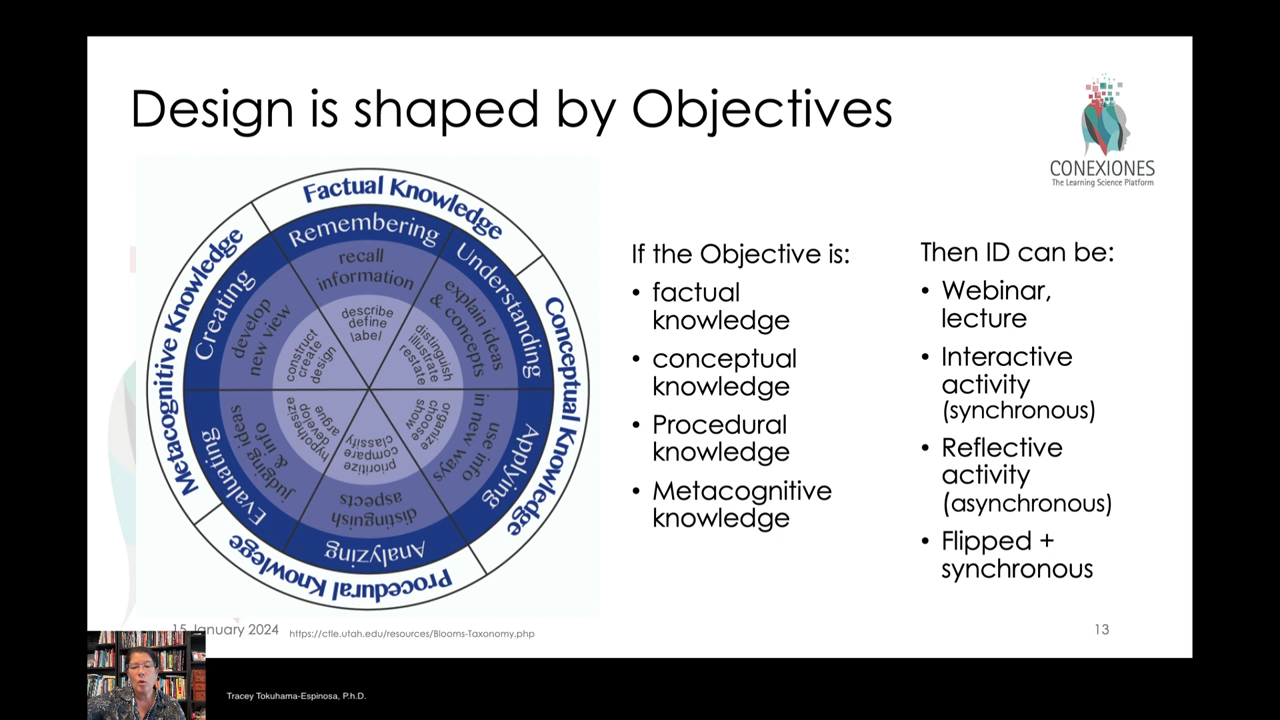 Design is shaped by Objectives
CONEXIONES
The Learning Science Platform
Factual Knowledge
Conceptual Knowledge
Procedural Knowlege
Metacognitive Knowledge
Remembering
recall
information
describe
define
label
Understanding
explain ideas
& concepts
distinguish
illustrate
restate
Applying
use info
in new ways
organize
choose
show
Analyzing
distinguish
aspects
prioritize
compare
classify
Evaluating
judging ideas
& info
hypothesize
develop
argue
Creating
develop
new view
construct
create
design
If the Objective is:
• factual
knowledge
• conceptual
knowledge
• Procedural
knowledge
• Metacognitive
knowledge
Then ID can be:
• Webinar,
lecture
• Interactive
activity
(synchronous)
• Reflective
activity
(asynchronous)
• Flipped +
synchronous
15 January 2024
https://ctle.utah.edu/resources/Blooms-Taxonomy.php
13
Tracey Tokuhama-Espinosa, Ph.D.